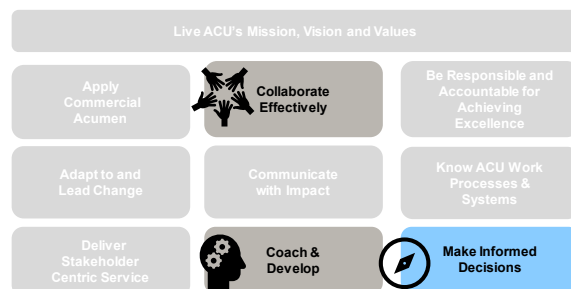 Live ACU's Mission, Vision and Values
Apply
Commercial
Acumen
Collaborate
Effectively
Be Responsible and
Accountable for
Achieving
Excellence
Adapt to and
Lead Change
Communicate
with Impact
Know ACU Work
Processes &
Systems
Deliver
Stakeholder
Centric Service
Coach &
Develop
Make Informed
Decisions